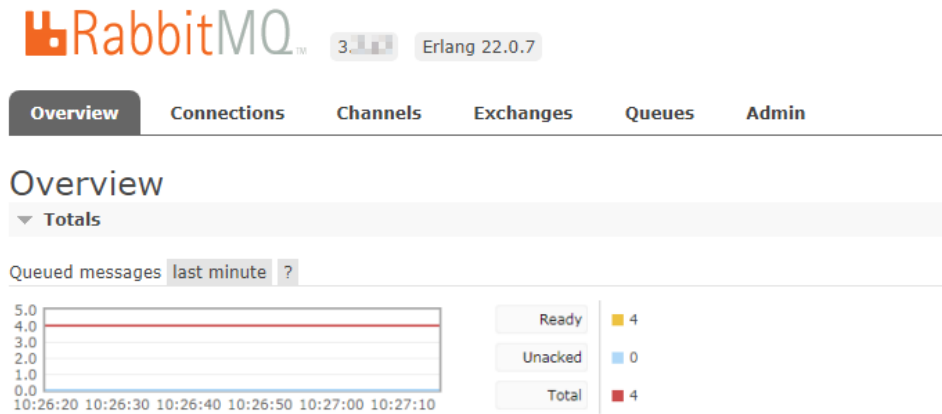 RabbitMQ TM 3. Erlang 22.0.7
Overview Connections Channels Exchanges Queues Admin
Overview
Totals
Queued messages last minute ?
5.0
4.0
3.0
2.0
1.0
0.0
10:26:20 10:26:30 10:26:40 10:26:50 10:27:00 10:27:10
Ready 4
Unacked 0
Total 4